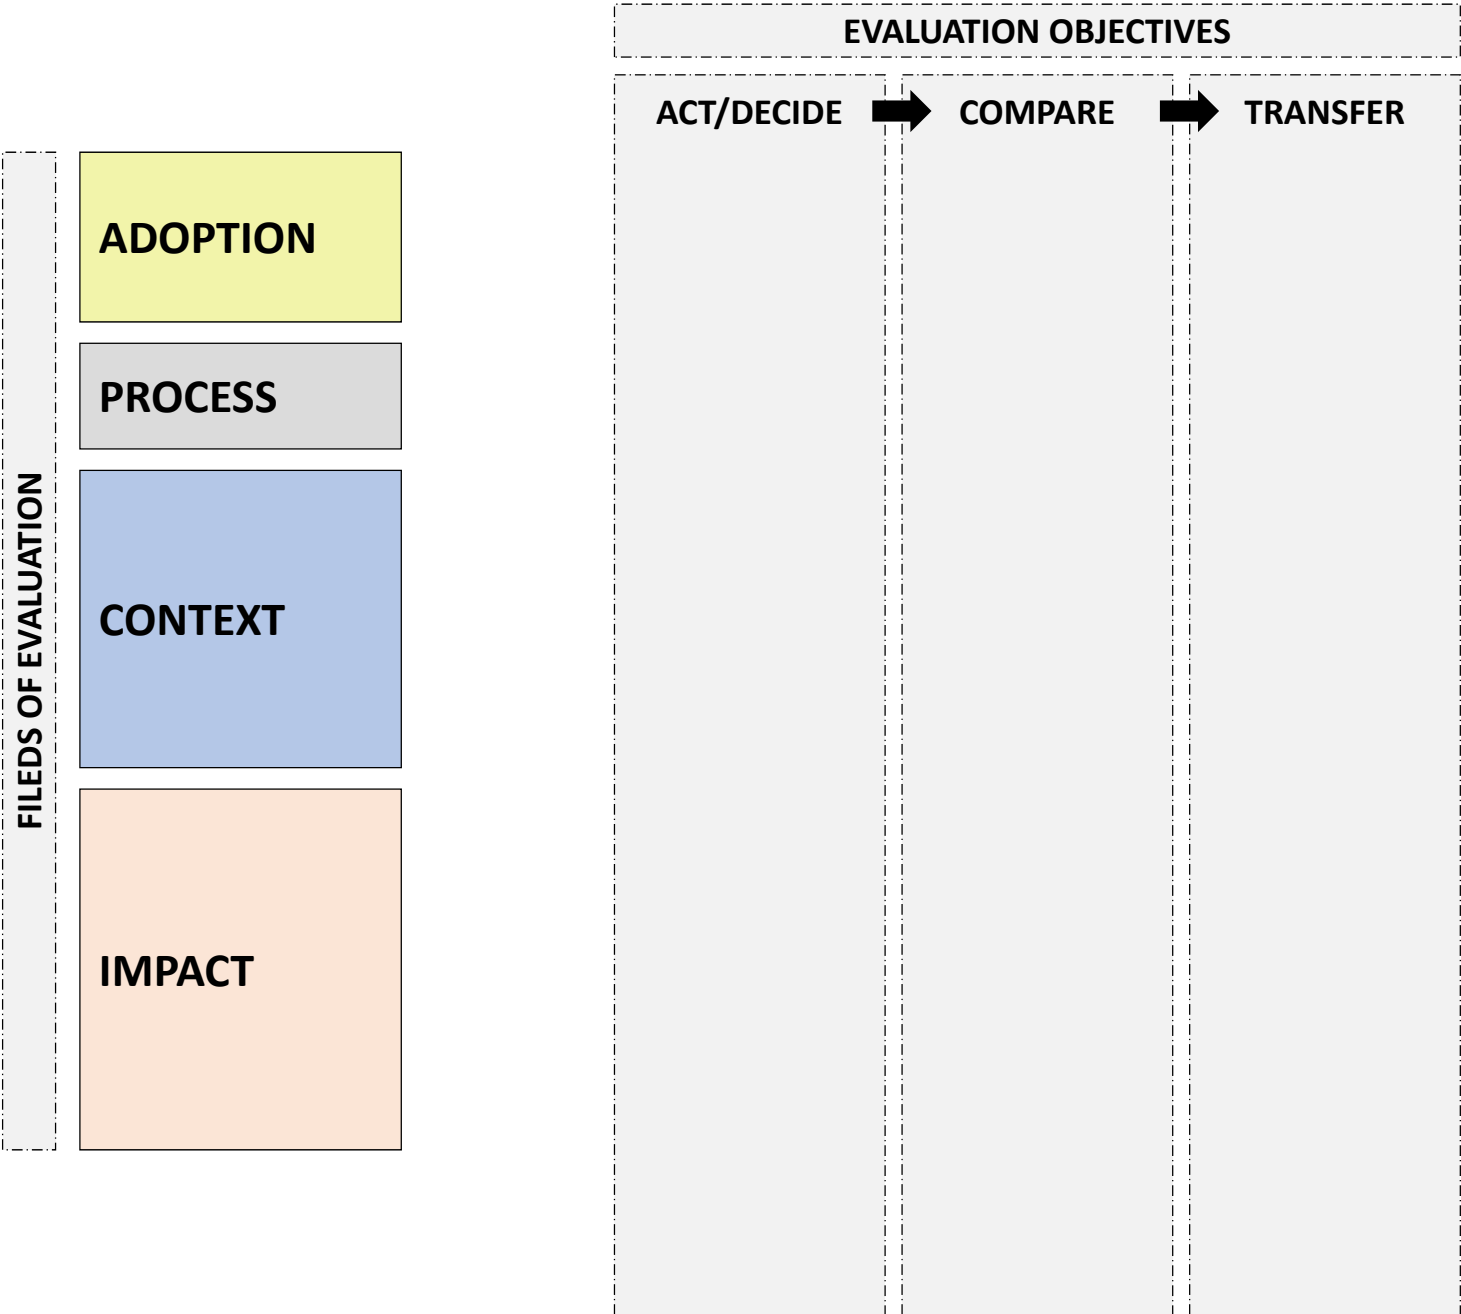 EVALUATION OBJECTIVES
ACT/DECIDE
COMPARE
TRANSFER
FILEDS OF EVALUATION
ADOPTION
PROCESS
CONTEXT
IMPACT